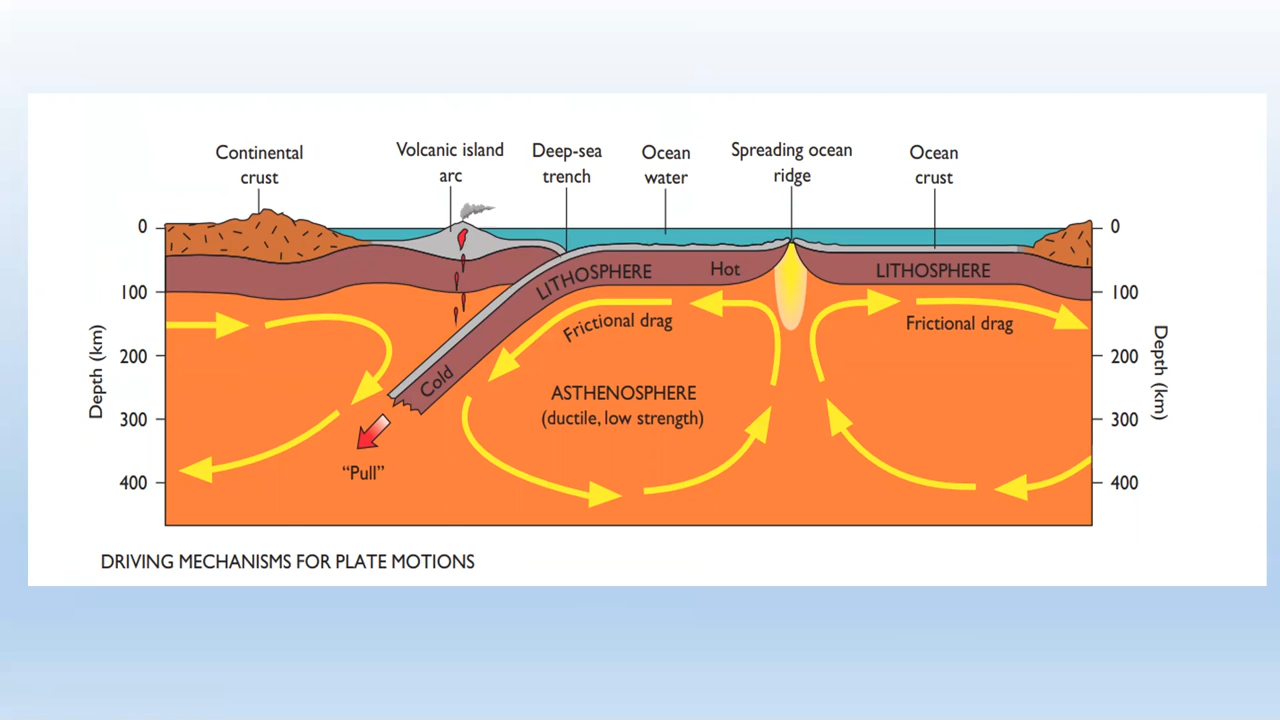 Continental
crust
Volcanic island
arc
Deep-sea
trench
Ocean
water
Spreading ocean
ridge
Ocean
crust
0
100
200
300
400
Depth (km)
0
100
200
300
400
Depth (km)
LITHOSPHERE
Hot
LITHOSPHERE
Cold
Frictional drag
Frictional drag
ASTHENOSPHERE
(ductile, low strength)
“Pull”
DRIVING MECHANISMS FOR PLATE MOTIONS